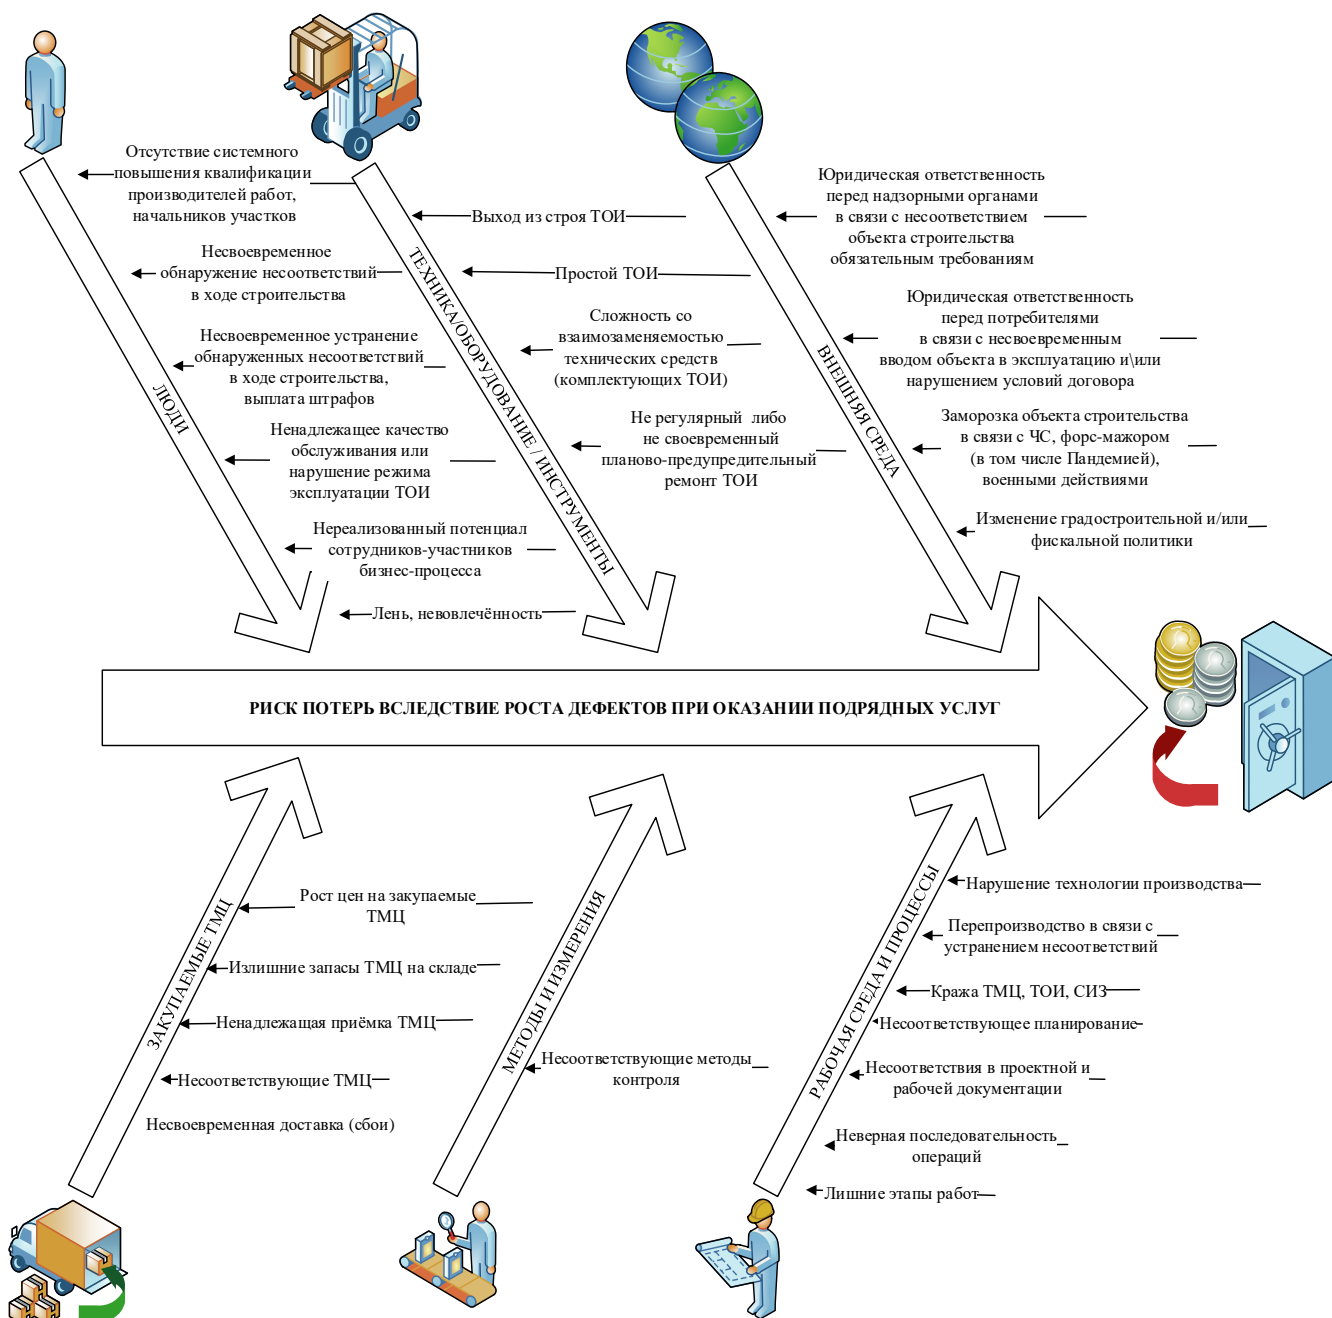 Отсутствие системного
повышения квалификации
производителей работ,
начальников участков
Несвоевременное
обнаружение несоответствий
в ходе строительства
Несвоевременное устранение
обнаруженных несоответствий
в ходе строительства,
выплата штрафов
Ненадлежащее качество
обслуживания или
нарушение режима
эксплуатации ТОИ
Нереализованный потенциал
сотрудников-участников
бизнес-процесса
Лень, невовлечённость
ЛЮДИ
Выход из строя ТОИ
Простой ТОИ
Сложность со
взаимозаменяемостью
технических средств
(комплектующих ТОИ)
Не регулярный либо
не своевременный
планово-предупредительный
ремонт ТОИ
ТЕХНИКА/ОБОРУДОВАНИЕ / ИНСТРУМЕНТЫ
Юридическая ответственность
перед надзорными органами
в связи с несоответствием
объекта строительства
обязательным требованиям
Юридическая ответственность
перед потребителями
в связи с несвоевременным
вводом объекта в эксплуатацию и\или
нарушением условий договора
Заморозка объекта строительства
в связи с ЧС, форс-мажором
(в том числе Пандемией),
военными действиями
Изменение градостроительной и/или
фискальной политики
ВНЕШНЯЯ СРЕДА
РИСК ПОТЕРЬ ВСЛЕДСТВИЕ РОСТА ДЕФЕКТОВ ПРИ ОКАЗАНИИ ПОДРЯДНЫХ УСЛУГ
Рост цен на закупаемые
ТМЦ
Излишние запасы ТМЦ на складе
Ненадлежащая приёмка ТМЦ
Несоответствующие ТМЦ
Несвоевременная доставка (сбои)
ЗАКУПАЕМЫЕ ТМЦ
Несоответствующие методы
контроля
МЕТОДЫ И ИЗМЕРЕНИЯ
Нарушение технологии производства
Перепроизводство в связи с
устранением несоответствий
Кража ТМЦ, ТОИ, СИЗ
Несоответствующее планирование
Несоответствия в проектной и
рабочей документации
Неверная последовательность
операций
Лишние этапы работ
РАБОЧАЯ СРЕДА И ПРОЦЕССЫ